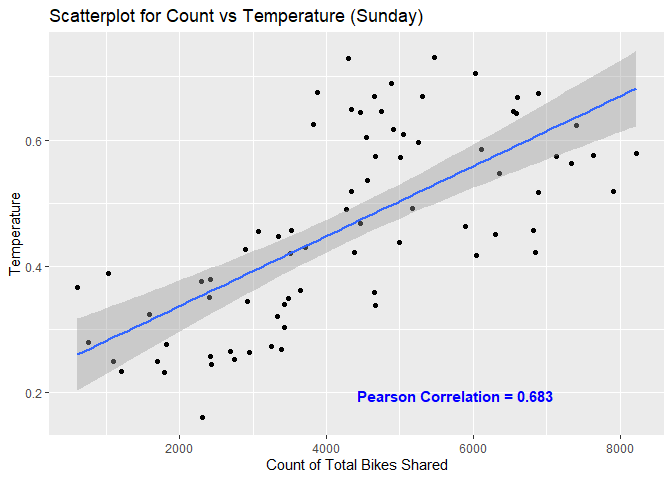 Scatterplot for Count vs Temperature (Sunday)
Temperature
0.6
0.4
0.2
Pearson Correlation = 0.683
2000 4000 6000 8000
Count of Total Bikes Shared